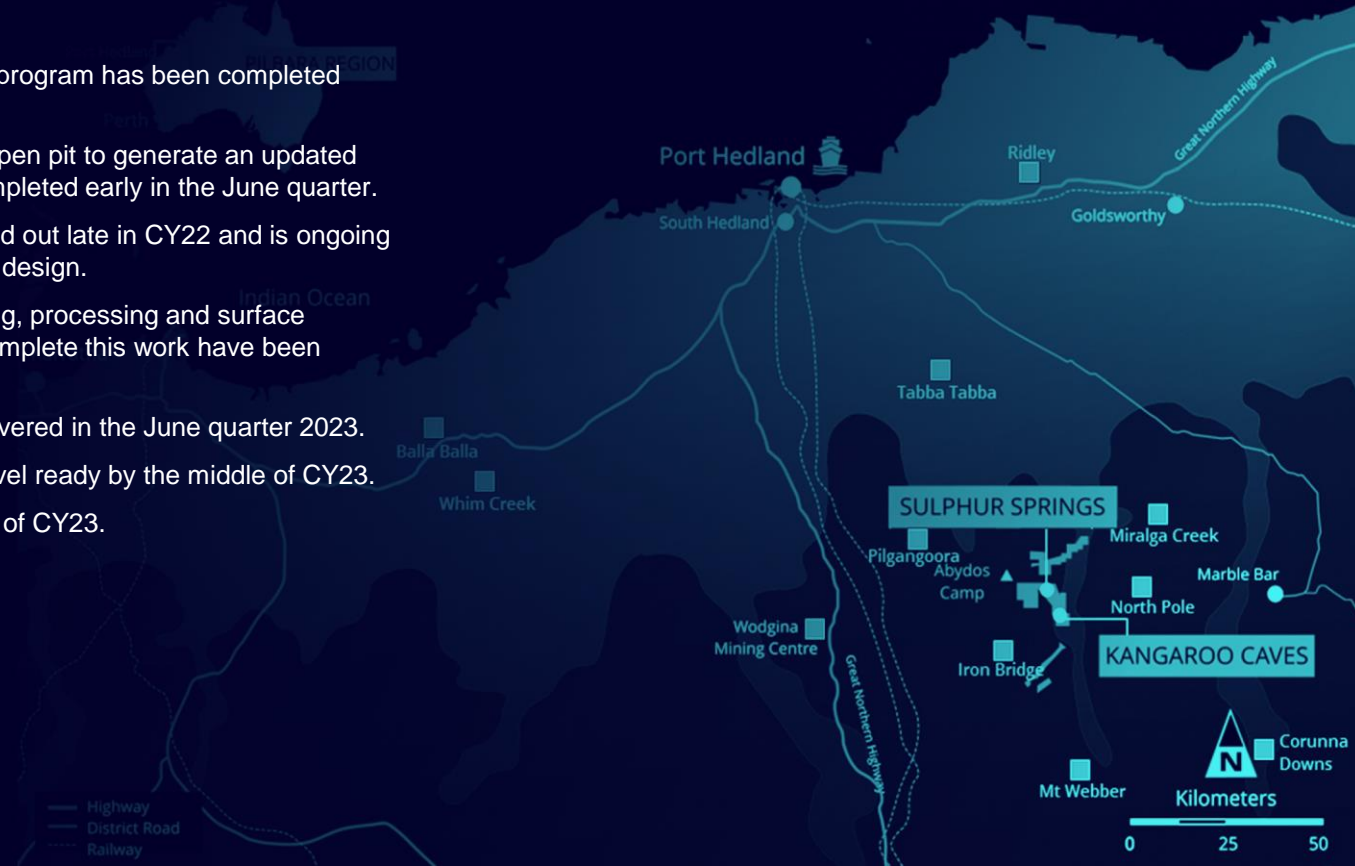 program has been completed
pen pit to generate an updated
mpleted early in the June quarter.
d out late in CY22 and is ongoing
design.
g, processing and surface
omplete this work have been
vered in the June quarter 2023.
vel ready by the middle of CY23.
of CY23.
PILBARA REGION
Perth
Indian Ocean
Port Hedland
South Hedland
Ridley
Great Northern Highway
Goldsworthy
Tabba Tabba
Balla Balla
Whim Creek
SULPHUR SPRINGS
Pilgangoora
Abydos
Camp
Miralga Creek
Marble Bar
North Pole
Wodgina
Mining Centre
Iron Bridge
KANGAROO CAVES
Great Northern Highway
Mt Webber
N
Corunna
Downs
Kilometers
0 25 50
Highway
District Road
Railway